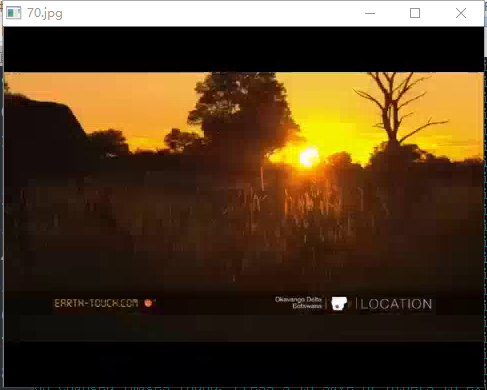 70.jpg
EARTH-TOUCH.COM
Okavango Delta
Botswana
LOCATION